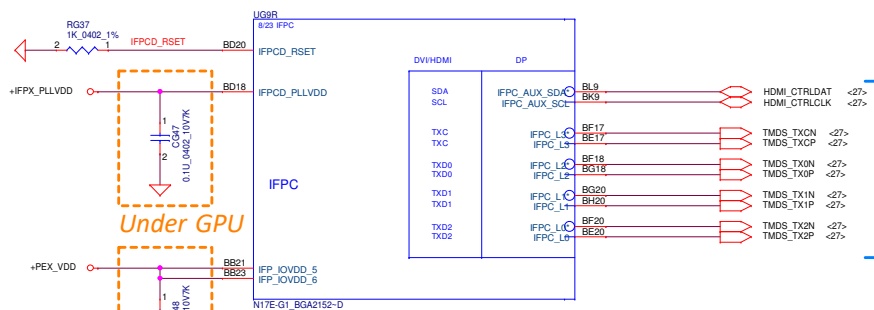 UG9R
8/23 IFPC
RG37
1K_0402_1%
2 1 IFPCD_RSET BD20 IFPCD_RSET
DVI/HDMI DP
+IFPX_PLLVDD BD18 IFPCD_PLLVDD
SDA IFPC_AUX_SDA* BL9 HDMI_CTRLDAT <27>
SCL IFPC_AUX_SCL BK9 HDMI_CTRLCLK <27>
1
CG47
0.1U_0402_10V7K
2
TXC IFPC_L3* BF17 TMDS_TXCN <27>
TXC IFPC_L3 BE17 TMDS_TXCP <27>
TXD0 IFPC_L2* BF18 TMDS_TX0N <27>
TXD0 IFPC_L2 BG18 TMDS_TX0P <27>
IFPC
TXD1 IFPC_L1* BG20 TMDS_TX1N <27>
TXD1 IFPC_L1 BH20 TMDS_TX1P <27>
Under GPU
TXD2 IFPC_L0* BF20 TMDS_TX2N <27>
TXD2 IFPC_L0 BE20 TMDS_TX2P <27>
+PEX_VDD BB21 IFP_IOVDD_5
BB23 IFP_IOVDD_6
1
48
10V7K
N17E-G1_BGA2152~D